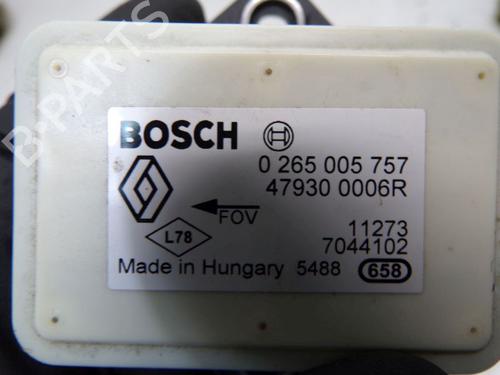 BOSCH
0 265 005 757
47930 0006R
FOV
L78
11273
7044102
Made in Hungary 5488 658
B-PARTS